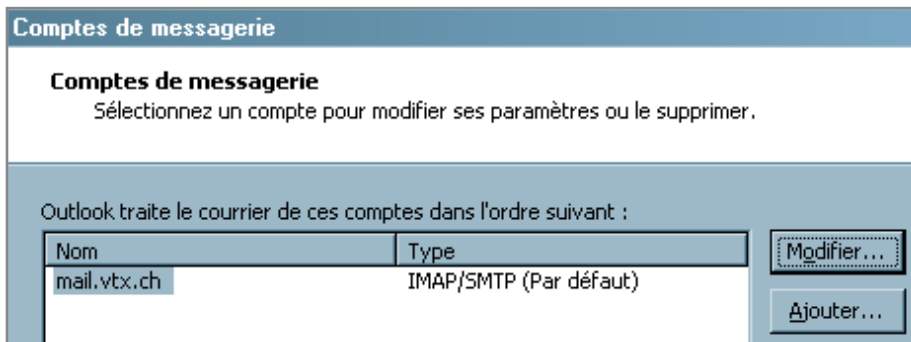 Comptes de messagerie
Comptes de messagerie
Sélectionnez un compte pour modifier ses paramètres ou le supprimer.
Outlook traite le courrier de ces comptes dans l'ordre suivant :
Nom Type
Modifier...
mail.vtx.ch IMAP/SMTP (Par défaut)
Ajouter...